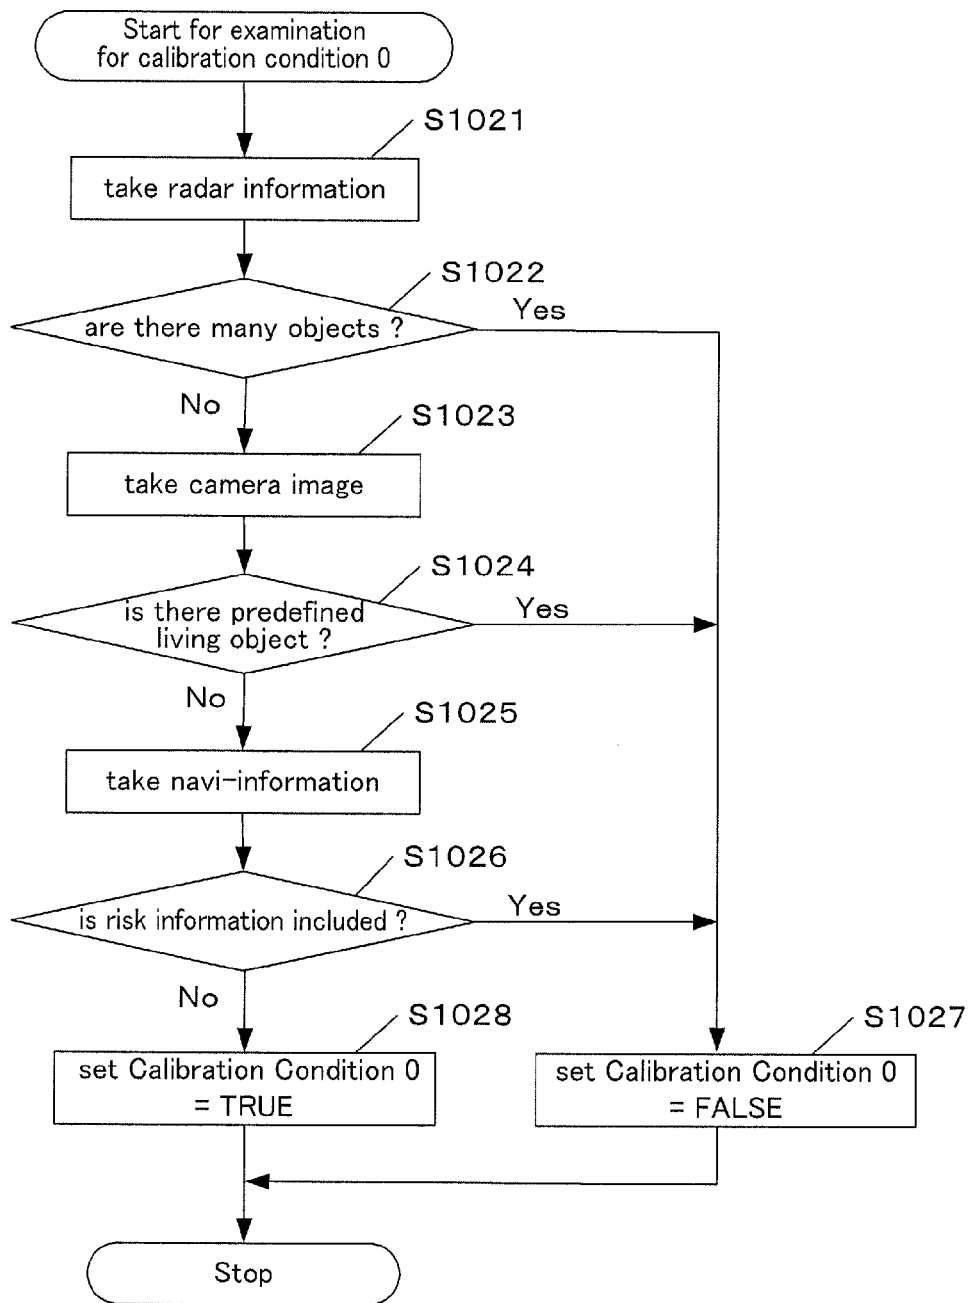 Start for examination
for calibration condition 0
S1021
take radar information
S1022
are there many objects ?
Yes
No
S1023
take camera image
S1024
is there predefined
living object ?
Yes
No
S1025
take navi-information
S1026
is risk information included ?
Yes
No
S1028
set Calibration Condition 0
= TRUE
S1027
set Calibration Condition 0
= FALSE
Stop